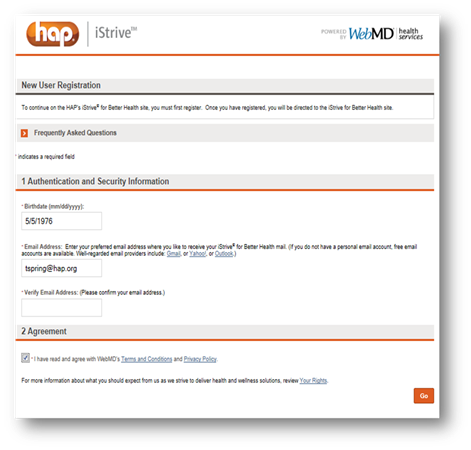 hap. iStrive™
POWERED BY WebMD health services
New User Registration
To continue on the HAP's iStrive® for Better Health site, you must first register. Once you have registered, you will be directed to the iStrive for Better Health site.
Frequently Asked Questions
* indicates a required field
1 Authentication and Security Information
* Birthdate (mm/dd/yyyy):
5/5/1976
* Email Address: Enter your preferred email address where you like to receive your iStrive® for Better Health mail. (If you do not have a personal email account, free email
accounts are available. Well-regarded email providers include: Gmail, or Yahoo!, or Outlook.)
tspring@hap.org
* Verify Email Address: (Please confirm your email address.)
2 Agreement
* I have read and agree with WebMD's Terms and Conditions and Privacy Policy.
For more information about what you should expect from us as we strive to deliver health and wellness solutions, review Your Rights.
Go